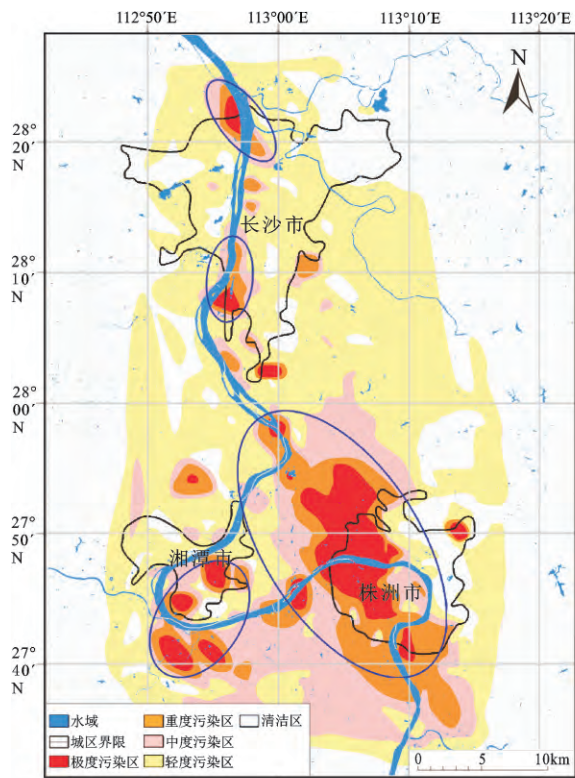 112°50′ 113°00′ 113°10′ 113°20′
N
28°
20′
N
长沙市
28°
10′
N
28°
00′
N
27°
50′
N
湘潭市
株洲市
27°
40′
N
水域 重度污染区 清洁区
城区界限 中度污染区
极度污染区 轻度污染区
0 5 10km